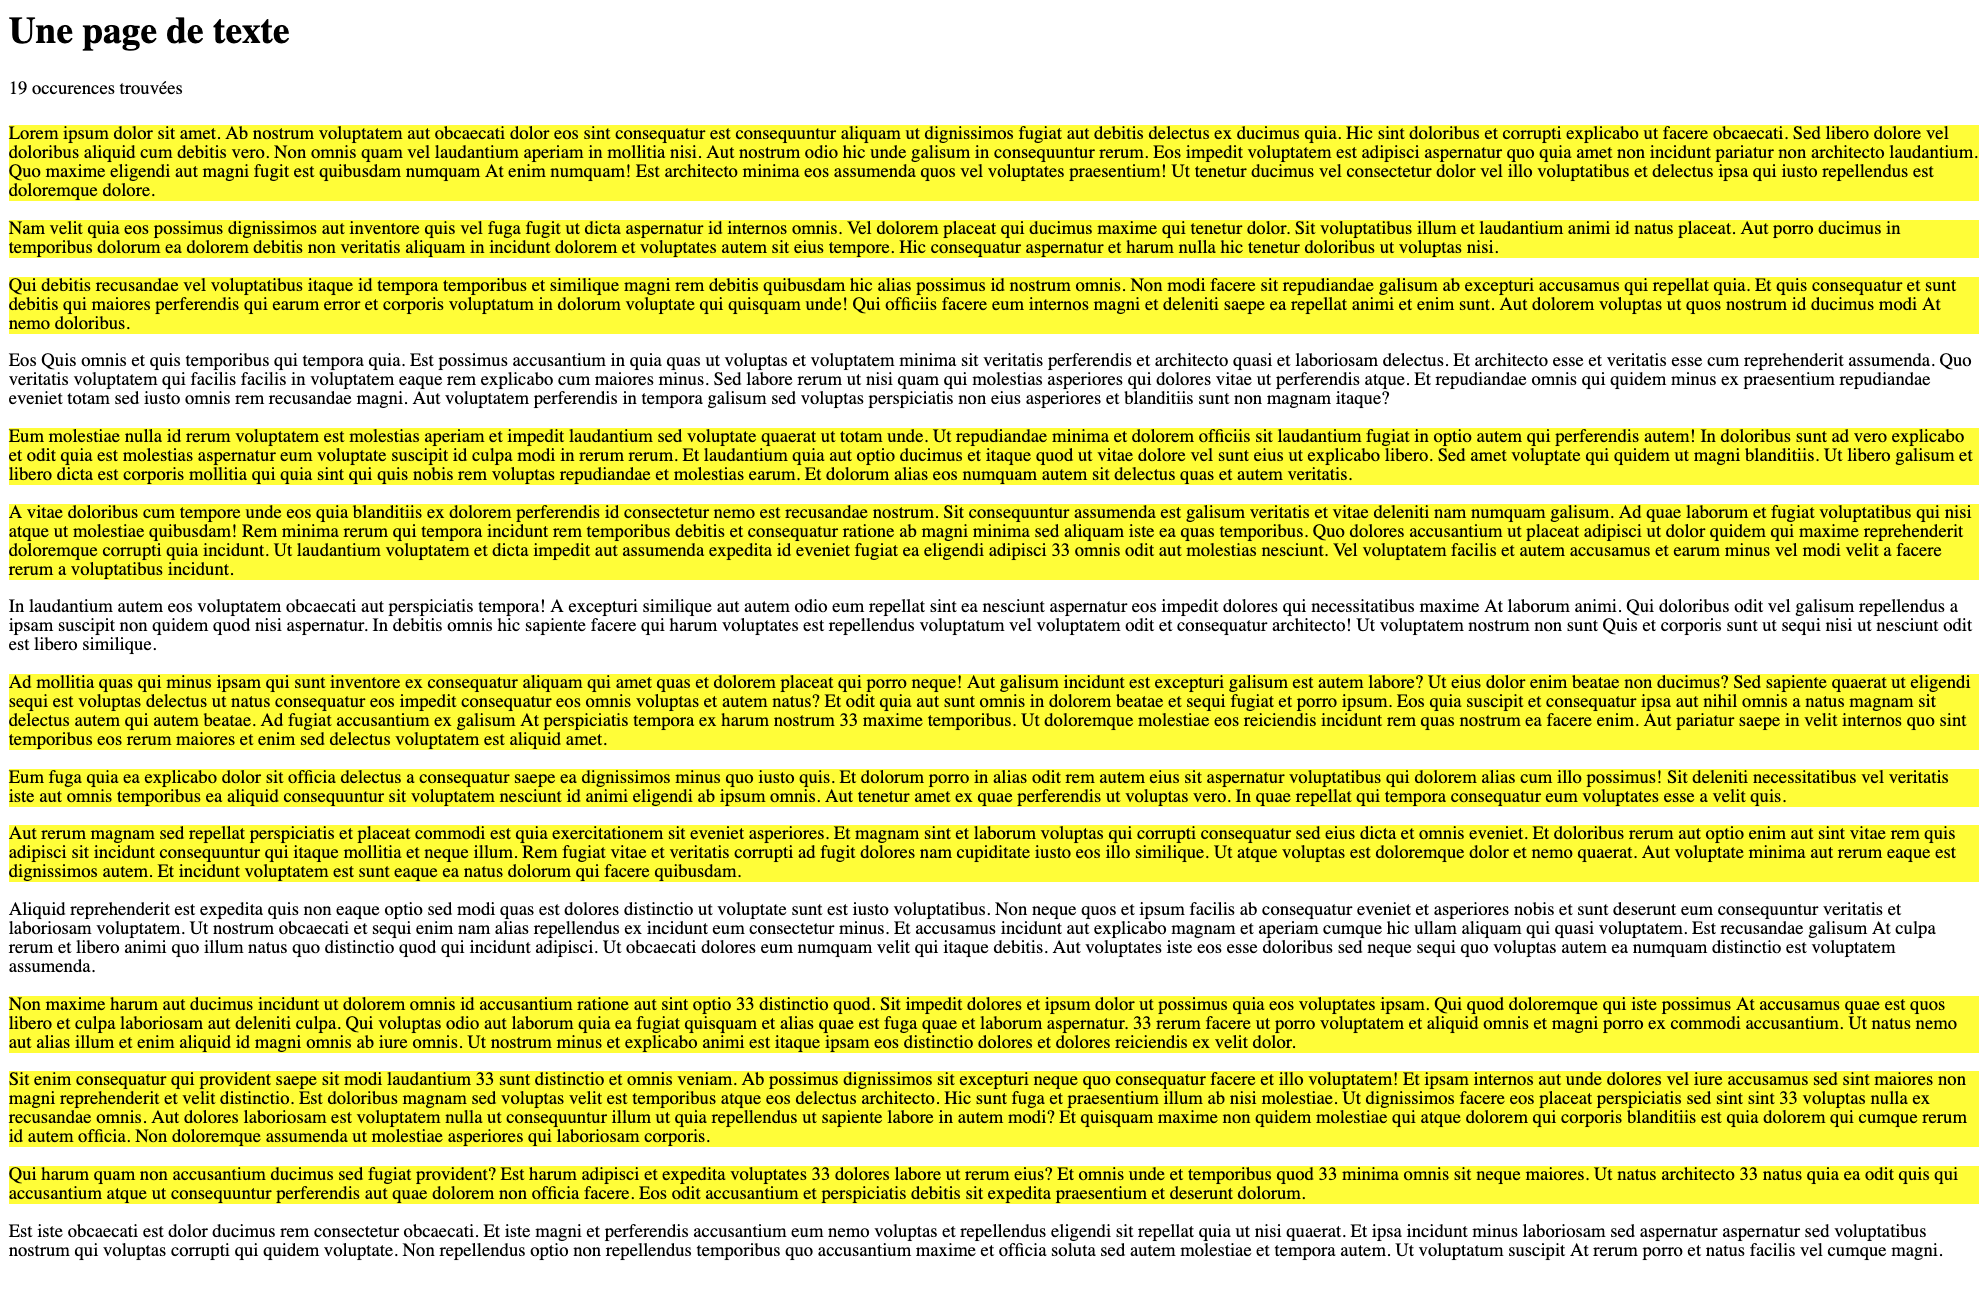 Une page de texte
19 occurences trouvées
Lorem ipsum dolor sit amet. Ab nostrum voluptatem aut obcaecati dolor eos sint consequatur est consequuntur aliquam ut dignissimos fugiat aut debitis delectus ex ducimus quia. Hic sint doloribus et corrupti explicabo ut facere obcaecati. Sed libero dolore vel
doloribus aliquid cum debitis vero. Non omnis quam vel laudantium aperiam in mollitia nisi. Aut nostrum odio hic unde galisum in consequuntur rerum. Eos impedit voluptatem est adipisci aspernatur quo quia amet non incidunt pariatur non architecto laudantium.
Quo maxime eligendi aut magni fugit est quibusdam numquam At enim numquam! Est architecto minima eos assumenda quos vel voluptates praesentium! Ut tenetur ducimus vel consectetur dolor vel illo voluptatibus et delectus ipsa qui iusto repellendus est
doloremque dolore.
Nam velit quia eos possimus dignissimos aut inventore quis vel fuga fugit ut dicta aspernatur id internos omnis. Vel dolorem placeat qui ducimus maxime qui tenetur dolor. Sit voluptatibus illum et laudantium animi id natus placeat. Aut porro ducimus in
temporibus dolorum ea dolorem debitis non veritatis aliquam in incidunt dolorem et voluptates autem sit eius tempore. Hic consequatur aspernatur et harum nulla hic tenetur doloribus ut voluptas nisi.
Qui debitis recusandae vel voluptatibus itaque id tempora temporibus et similique magni rem debitis quibusdam hic alias possimus id nostrum omnis. Non modi facere sit repudiandae galisum ab excepturi accusamus qui repellat quia. Et quis consequatur et sunt
debitis qui maiores perferendis qui earum error et corporis voluptatum in dolorum voluptate qui quisquam unde! Qui officiis facere eum internos magni et deleniti saepe ea repellat animi et enim sunt. Aut dolorem voluptas ut quos nostrum id ducimus modi At
nemo doloribus.
Eos Quis omnis et quis temporibus qui tempora quia. Est possimus accusantium in quia quas ut voluptas et voluptatem minima sit veritatis perferendis et architecto quasi et laboriosam delectus. Et architecto esse et veritatis esse cum reprehenderit assumenda. Quo
veritatis voluptatem qui facilis facilis in voluptatem eaque rem explicabo cum maiores minus. Sed labore rerum ut nisi quam qui molestias asperiores qui dolores vitae ut perferendis atque. Et repudiandae omnis qui quidem minus ex praesentium repudiandae
eveniet totam sed iusto omnis rem recusandae magni. Aut voluptatem perferendis in tempora galisum sed voluptas perspiciatis non eius asperiores et blanditiis sunt non magnam itaque?
Eum molestiae nulla id rerum voluptatem est molestias aperiam et impedit laudantium sed voluptate quaerat ut totam unde. Ut repudiandae minima et dolorem officiis sit laudantium fugiat in optio autem qui perferendis autem! In doloribus sunt ad vero explicabo
et odit quia est molestias aspernatur eum voluptate suscipit id culpa modi in rerum rerum. Et laudantium quia aut optio ducimus et itaque quod ut vitae dolore vel sunt eius ut explicabo libero. Sed amet voluptate qui quidem ut magni blanditiis. Ut libero galisum et
libero dicta est corporis mollitia qui quia sint qui quis nobis rem voluptas repudiandae et molestias earum. Et dolorum alias eos numquam autem sit delectus quas et autem veritatis.
A vitae doloribus cum tempore unde eos quia blanditiis ex dolorem perferendis id consectetur nemo est recusandae nostrum. Sit consequuntur assumenda est galisum veritatis et vitae deleniti nam numquam galisum. Ad quae laborum et fugiat voluptatibus qui nisi
atque ut molestiae quibusdam! Rem minima rerum qui tempora incidunt rem temporibus debitis et consequatur ratione ab magni minima sed aliquam iste ea quas temporibus. Quo dolores accusantium ut placeat adipisci ut dolor quidem qui maxime reprehenderit
doloremque corrupti quia incidunt. Ut laudantium voluptatem et dicta impedit aut assumenda expedita id eveniet fugiat ea eligendi adipisci 33 omnis odit aut molestias nesciunt. Vel voluptatem facilis et autem accusamus et earum minus vel modi velit a facere
rerum a voluptatibus incidunt.
In laudantium autem eos voluptatem obcaecati aut perspiciatis tempora! A excepturi similique aut autem odio eum repellat sint ea nesciunt aspernatur eos impedit dolores qui necessitatibus maxime At laborum animi. Qui doloribus odit vel galisum repellendus a
ipsam suscipit non quidem quod nisi aspernatur. In debitis omnis hic sapiente facere qui harum voluptates est repellendus voluptatum vel voluptatem odit et consequatur architecto! Ut voluptatem nostrum non sunt Quis et corporis sunt ut sequi nisi ut nesciunt odit
est libero similique.
Ad mollitia quas qui minus ipsam qui sunt inventore ex consequatur aliquam qui amet quas et dolorem placeat qui porro neque! Aut galisum incidunt est excepturi galisum est autem labore? Ut eius dolor enim beatae non ducimus? Sed sapiente quaerat ut eligendi
sequi est voluptas delectus ut natus consequatur eos impedit consequatur eos omnis voluptas et autem natus? Et odit quia aut sunt omnis in dolorem beatae et sequi fugiat et porro ipsum. Eos quia suscipit et consequatur ipsa aut nihil omnis a natus magnam sit
delectus autem qui autem beatae. Ad fugiat accusantium ex galisum At perspiciatis tempora ex harum nostrum 33 maxime temporibus. Ut doloremque molestiae eos reiciendis incidunt rem quas nostrum ea facere enim. Aut pariatur saepe in velit internos quo sint
temporibus eos rerum maiores et enim sed delectus voluptatem est aliquid amet.
Eum fuga quia ea explicabo dolor sit officia delectus a consequatur saepe ea dignissimos minus quo iusto quis. Et dolorum porro in alias odit rem autem eius sit aspernatur voluptatibus qui dolorem alias cum illo possimus! Sit deleniti necessitatibus vel veritatis
iste aut omnis temporibus ea aliquid consequuntur sit voluptatem nesciunt id animi eligendi ab ipsum omnis. Aut tenetur amet ex quae perferendis ut voluptas vero. In quae repellat qui tempora consequatur eum voluptates esse a velit quis.
Aut rerum magnam sed repellat perspiciatis et placeat commodi est quia exercitationem sit eveniet asperiores. Et magnam sint et laborum voluptas qui corrupti consequatur sed eius dicta et omnis eveniet. Et doloribus rerum aut optio enim aut sint vitae rem quis
adipisci sit incidunt consequuntur qui itaque mollitia et neque illum. Rem fugiat vitae et veritatis corrupti ad fugit dolores nam cupiditate iusto eos illo similique. Ut atque voluptas est doloremque dolor et nemo quaerat. Aut voluptate minima aut rerum eaque est
dignissimos autem. Et incidunt voluptatem est sunt eaque ea natus dolorum qui facere quibusdam.
Aliquid reprehenderit est expedita quis non eaque optio sed modi quas est dolores distinctio ut voluptate sunt est iusto voluptatibus. Non neque quos et ipsum facilis ab consequatur eveniet et asperiores nobis et sunt deserunt eum consequuntur veritatis et
laboriosam voluptatem. Ut nostrum obcaecati et sequi enim nam alias repellendus ex incidunt eum consectetur minus. Et accusamus incidunt aut explicabo magnam et aperiam cumque hic ullam aliquam qui quasi voluptatem. Est recusandae galisum At culpa
rerum et libero animi quo illum natus quo distinctio quod qui incidunt adipisci. Ut obcaecati dolores eum numquam velit qui itaque debitis. Aut voluptates iste eos esse doloribus sed neque sequi quo voluptas autem ea numquam distinctio est voluptatem
assumenda.
Non maxime harum aut ducimus incidunt ut dolorem omnis id accusantium ratione aut sint optio 33 distinctio quod. Sit impedit dolores et ipsum dolor ut possimus quia eos voluptates ipsam. Qui quod doloremque qui iste possimus At accusamus quae est quos
libero et culpa laboriosam aut deleniti culpa. Qui voluptas odio aut laborum quia ea fugiat quisquam et alias quae est fuga quae et laborum aspernatur. 33 rerum facere ut porro voluptatem et aliquid omnis et magni porro ex commodi accusantium. Ut natus nemo
aut alias illum et enim aliquid id magni omnis ab iure omnis. Ut nostrum minus et explicabo animi est itaque ipsam eos distinctio dolores et dolores reiciendis ex velit dolor.
Sit enim consequatur qui provident saepe sit modi laudantium 33 sunt distinctio et omnis veniam. Ab possimus dignissimos sit excepturi neque quo consequatur facere et illo voluptatem! Et ipsam internos aut unde dolores vel iure accusamus sed sint maiores non
magni reprehenderit et velit distinctio. Est doloribus magnam sed voluptas velit est temporibus atque eos delectus architecto. Hic sunt fuga et praesentium illum ab nisi molestiae. Ut dignissimos facere eos placeat perspiciatis sed sint sint 33 voluptas nulla ex
recusandae omnis. Aut dolores laboriosam est voluptatem nulla ut consequuntur illum ut quia repellendus ut sapiente labore in autem modi? Et quisquam maxime non quidem molestiae qui atque dolorem qui corporis blanditiis est quia dolorem qui cumque rerum
id autem officia. Non doloremque assumenda ut molestiae asperiores qui laboriosam corporis.
Qui harum quam non accusantium ducimus sed fugiat provident? Est harum adipisci et expedita voluptates 33 dolores labore ut rerum eius? Et omnis unde et temporibus quod 33 minima omnis sit neque maiores. Ut natus architecto 33 natus quia ea odit quis qui
accusantium atque ut consequuntur perferendis aut quae dolorem non officia facere. Eos odit accusantium et perspiciatis debitis sit expedita praesentium et deserunt dolorum.
Est iste obcaecati est dolor ducimus rem consectetur obcaecati. Et iste magni et perferendis accusantium eum nemo voluptas et repellendus eligendi sit repellat quia ut nisi quaerat. Et ipsa incidunt minus laboriosam sed aspernatur aspernatur sed voluptatibus
nostrum qui voluptas corrupti qui quidem voluptate. Non repellendus optio non repellendus temporibus quo accusantium maxime et officia soluta sed autem molestiae et tempora autem. Ut voluptatum suscipit At rerum porro et natus facilis vel cumque magni.